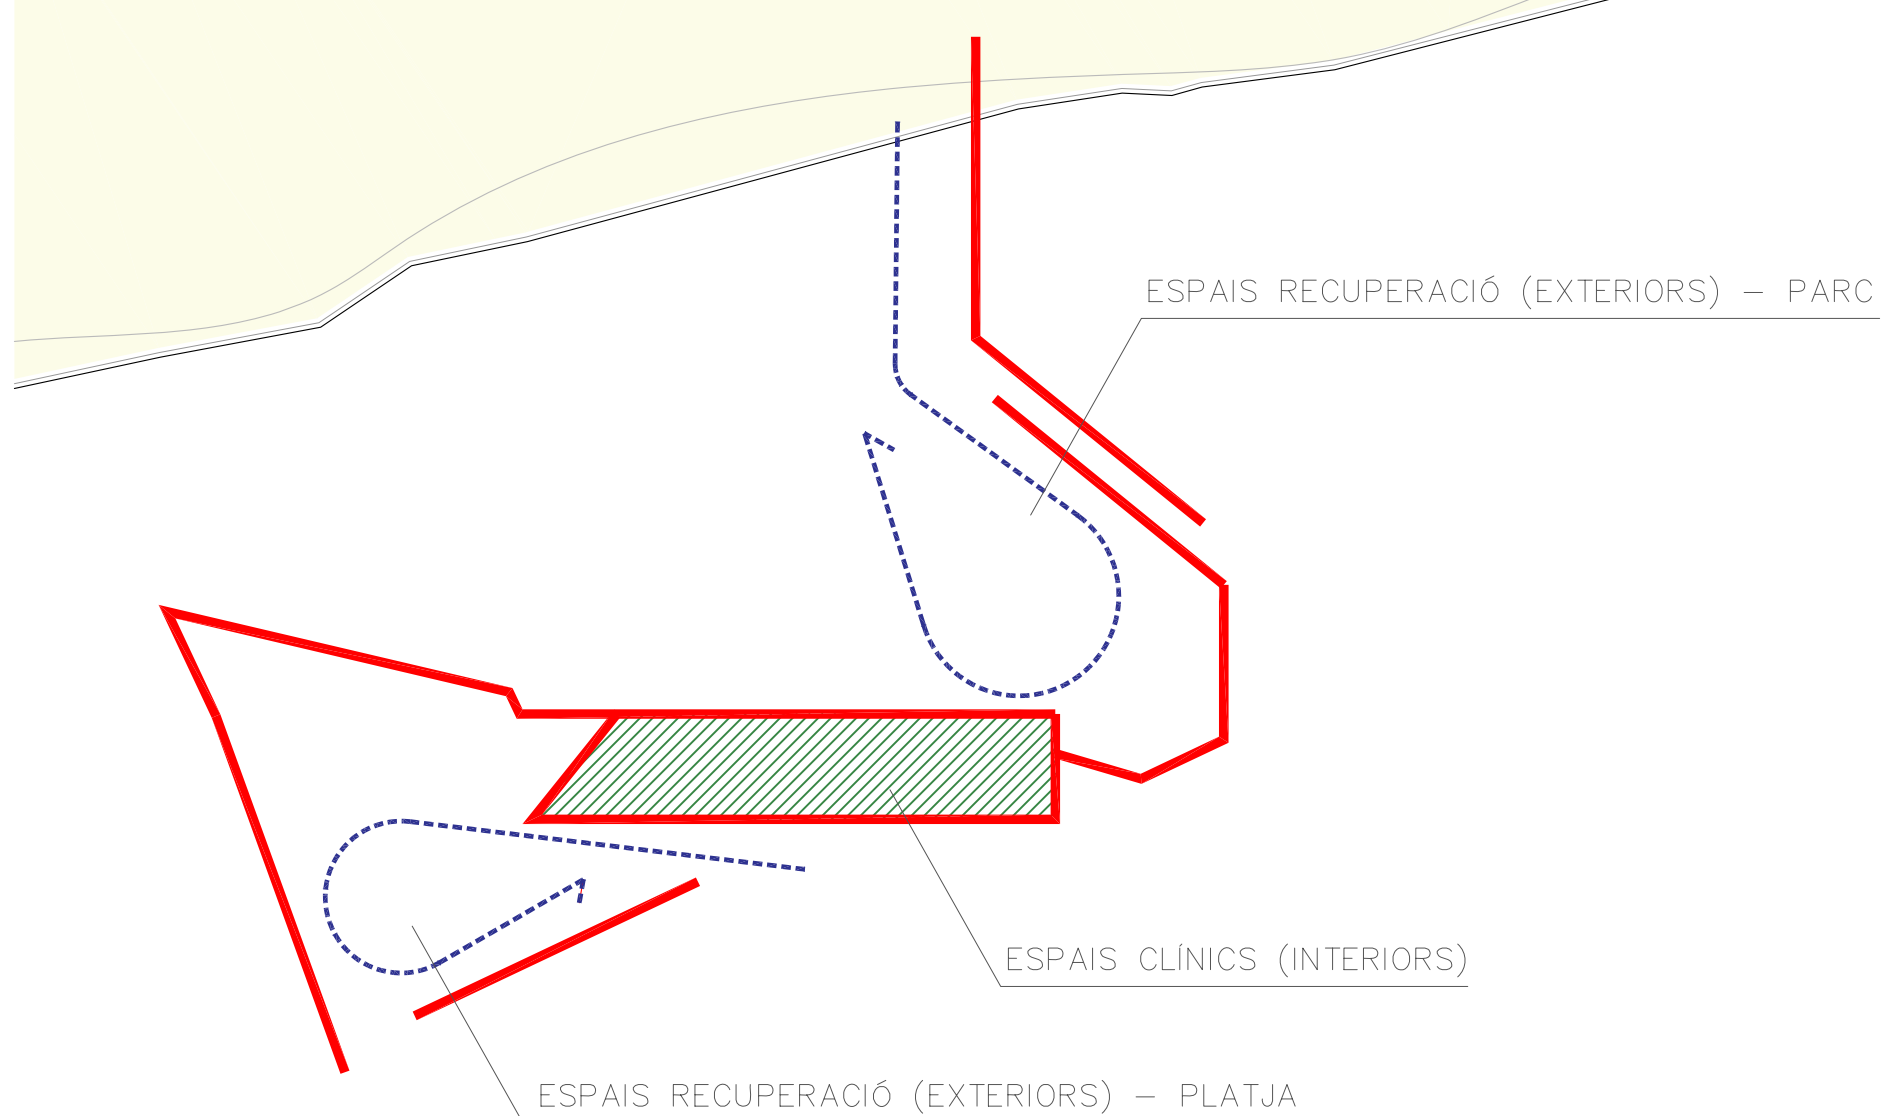 ESPAIS RECUPERACIÓ (EXTERIORS) – PARC
ESPAIS CLÍNICS (INTERIORS)
ESPAIS RECUPERACIÓ (EXTERIORS) – PLATJA